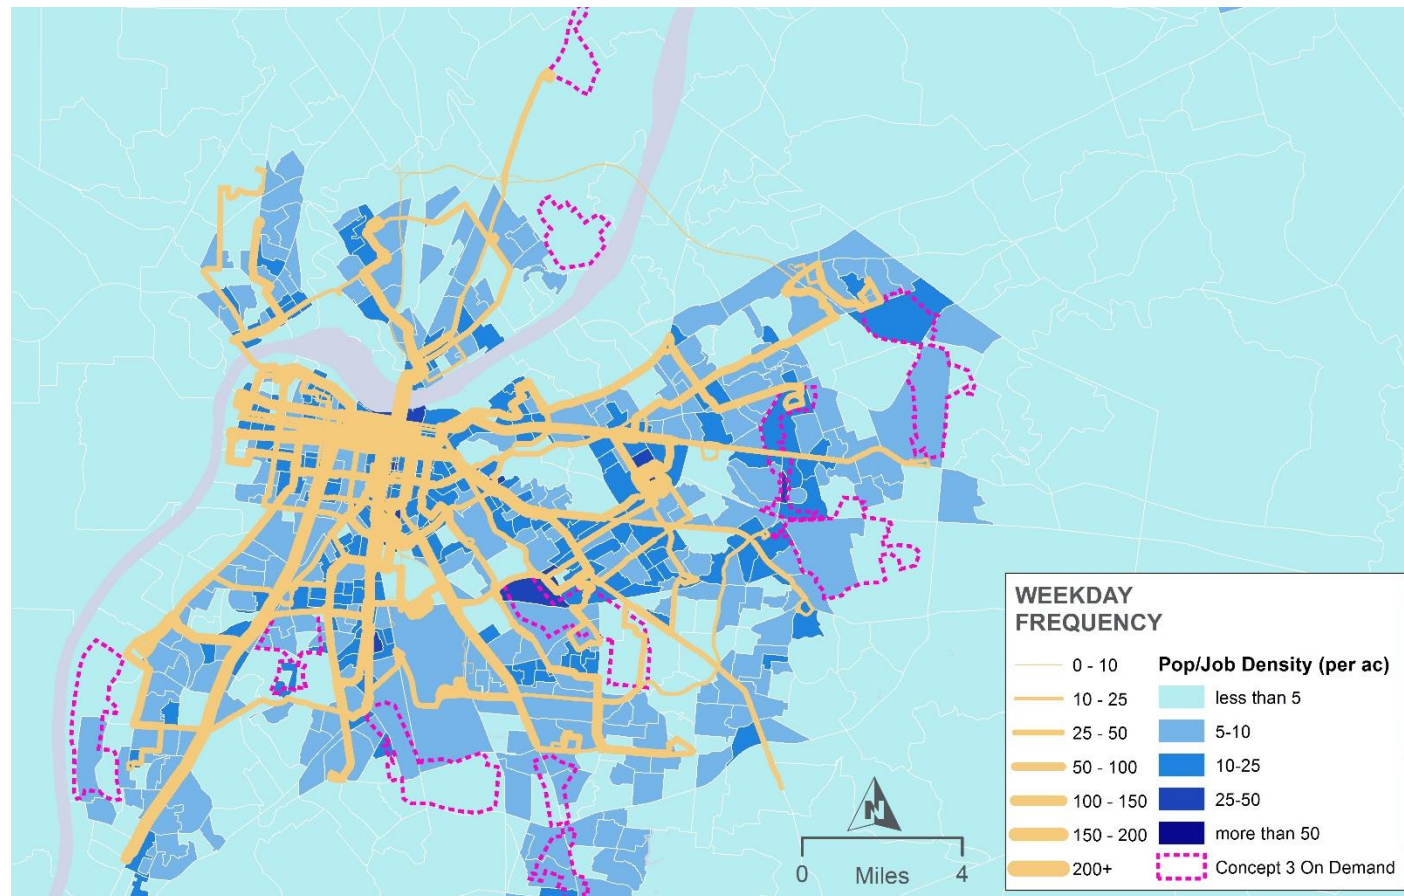 WEEKDAY
FREQUENCY
0 - 10
10 - 25
25 - 50
50 - 100
100 - 150
150 - 200
200+
Pop/Job Density (per ac)
less than 5
5-10
10-25
25-50
more than 50
Concept 3 On Demand
N
0 Miles 4